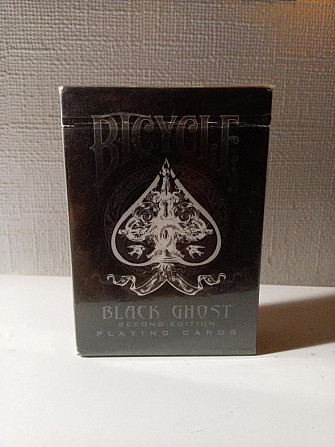 BICYCLE
BLACK GHOST
SECOND EDITION
PLAYING CARDS